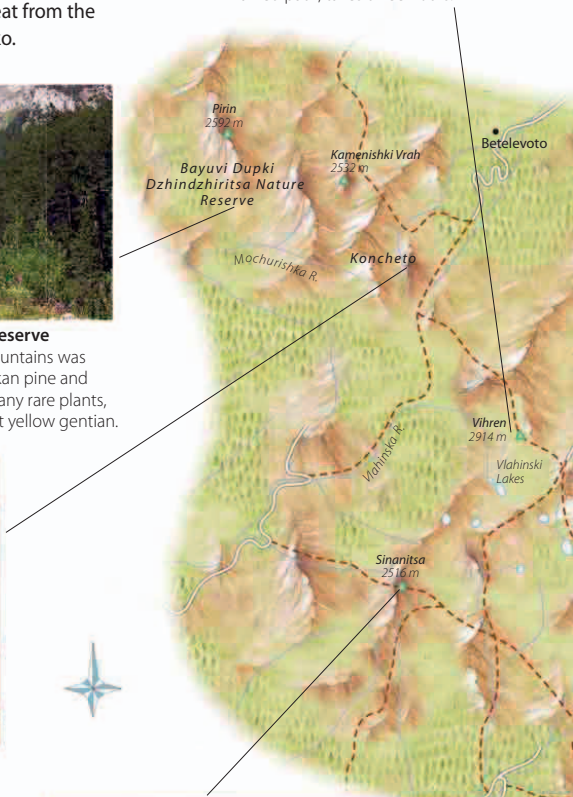 eat from the
ko.
Pirin
2592 m
Kamenishki Vrah
2532 m
Betelevoto
Bayuvi Dupki
Dzhindzhiritsa Nature
Reserve
Mochurishka R.
Koncheto
eserve
untains was
kan pine and
any rare plants,
t yellow gentian.
Vihren
2914 m
Vlahinska R.
Vlahinski
Lakes
Sinanitsa
2516 m